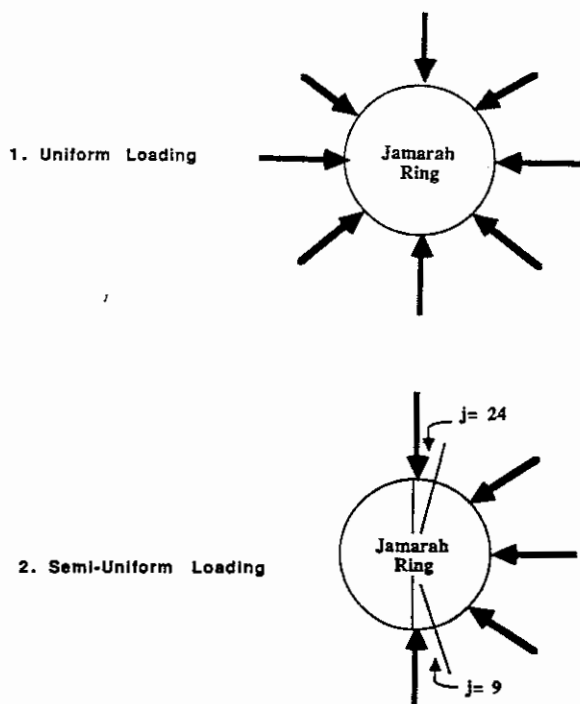 1. Uniform Loading
Jamarah
Ring
j= 24
2. Semi-Uniform Loading
Jamarah
Ring
j= 9